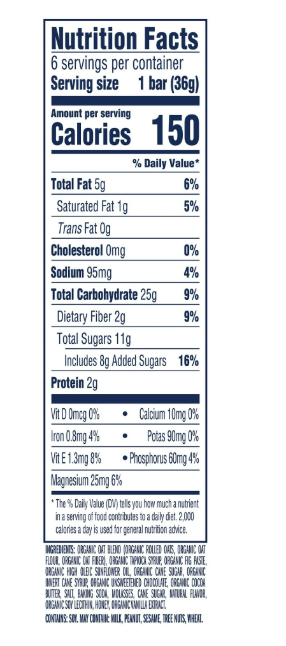 Nutrition Facts
6 servings per container
Serving size 1 bar (36g)
Amount per serving
Calories 150
% Daily Value*
Total Fat 5g 6%
Saturated Fat 1g 5%
Trans Fat 0g
Cholesterol 0mg 0%
Sodium 95mg 4%
Total Carbohydrate 25g 9%
Dietary Fiber 2g 9%
Total Sugars 11g
Includes 8g Added Sugars 16%
Protein 2g
Vit D 0mcg 0% • Calcium 10mg 0%
Iron 0.8mg 4% • Potas 90mg 0%
Vit E 1.3mg 8% • Phosphorus 60mg 4%
Magnesium 25mg 6%
* The % Daily Value (DV) tells you how much a nutrient
in a serving of food contributes to a daily diet. 2,000
calories a day is used for general nutrition advice.
INGREDIENTS: ORGANIC OAT BLEND (ORGANIC ROLLED OATS, ORGANIC OAT
FLOUR, ORGANIC OAT FIBER), ORGANIC TAPIOCA SYRUP, ORGANIC FIG PASTE,
ORGANIC HIGH OLEIC SUNFLOWER OIL, ORGANIC CANE SUGAR, ORGANIC
INVERT CANE SYRUP, ORGANIC UNSWEETENED CHOCOLATE, ORGANIC COCOA
BUTTER, SALT, BAKING SODA, MOLASSES, CANE SUGAR, NATURAL FLAVOR,
ORGANIC SOY LECITHIN, HONEY, ORGANIC VANILLA EXTRACT.
CONTAINS: SOY. MAY CONTAIN: MILK, PEANUT, SESAME, TREE NUTS, WHEAT.